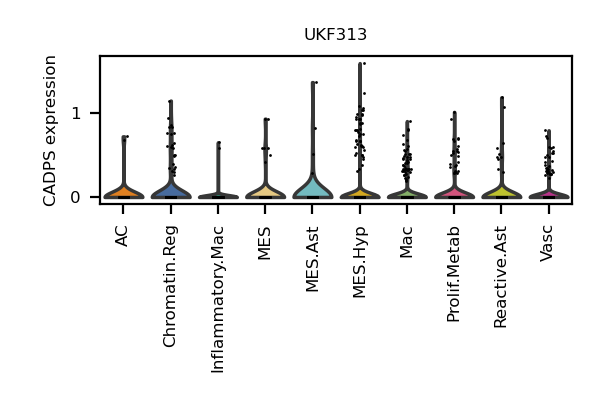 UKF313
CADPS expression
1
0
AC
Chromatin.Reg
Inflammatory.Mac
MES
MES.Ast
MES.Hyp
Mac
Prolif.Metab
Reactive.Ast
Vasc